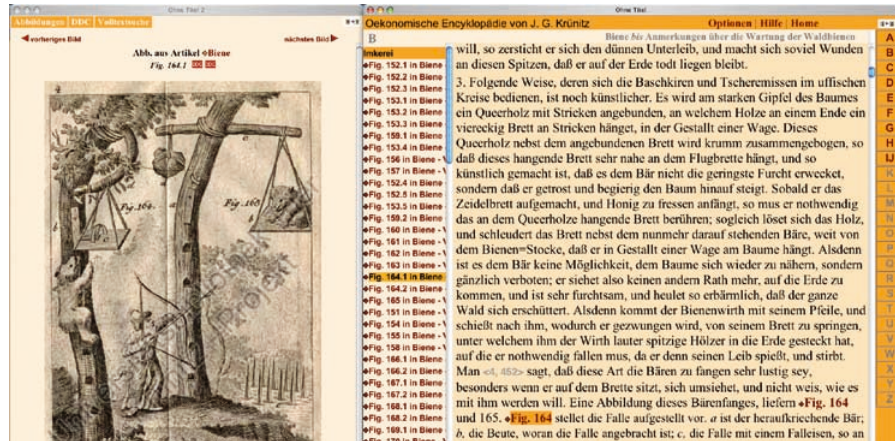 Ohne Titel 2
Abbildungen DDC Volltextsuche
vorheriges Bild
nächstes Bild
Abb. aus Artikel Biene
Fig. 164.1
Fig. 164.
Fig. 165.
a
c
Ohne Titel
Oekonomische Encyklopädie von J. G. Krünitz
Optionen | Hilfe | Home
B
Biene bis Anmerkungen über die Wartung der Waldbienen
Imkerei
Fig. 152.1 in Biene
Fig. 152.2 in Biene
Fig. 152.3 in Biene
Fig. 153.1 in Biene
Fig. 153.2 in Biene
Fig. 153.3 in Biene
Fig. 159.1 in Biene
Fig. 153.4 in Biene
Fig. 156 in Biene -
Fig. 157 in Biene -
Fig. 152.4 in Biene
Fig. 152.5 in Biene
Fig. 153.5 in Biene
Fig. 159.2 in Biene
Fig. 160 in Biene - V
Fig. 161 in Biene - V
Fig. 162 in Biene - V
Fig. 163 in Biene - V
Fig. 164.1 in Biene
Fig. 164.2 in Biene
Fig. 165 in Biene - V
Fig. 151 in Biene - V
Fig. 154 in Biene - V
Fig. 155 in Biene - V
Fig. 158 in Biene - V
Fig. 166.1 in Biene
Fig. 166.2 in Biene
Fig. 167.1 in Biene
Fig. 167.2 in Biene
Fig. 168.1 in Biene
Fig. 168.2 in Biene
Fig. 169.1 in Biene
will, so zersticht er sich den dünnen Unterleib, und macht sich soviel Wunden
an diesen Spitzen, daß er auf der Erde todt liegen bleibt.
3. Folgende Weise, deren sich die Baschkiren und Tscheremissen im uffischen
Kreise bedienen, ist noch künstlicher. Es wird am starken Gipfel des Baumes
ein Queerholz mit Stricken angebunden, an welchem Holze an einem Ende ein
viereckig Brett an Stricken hänget, in der Gestallt einer Wage. Dieses
Queerholz nebst dem angebundenen Brett wird krumm zusammengebogen, so
daß dieses hangende Brett sehr nahe an dem Flugbrette hängt, und so
künstlich gemacht ist, daß es dem Bär nicht die geringste Furcht erwecket,
sondern daß er getrost und begierig den Baum hinauf steigt. Sobald er das
Zeidelbrett aufgemacht, und Honig zu fressen anfängt, so mus er nothwendig
das an dem Queerholze hangende Brett berühren; sogleich löset sich das Holz,
und schleudert das Brett nebst dem nunmehr darauf stehenden Bäre, weit von
dem Bienen=Stocke, daß er in Gestallt einer Wage am Baume hängt. Alsdenn
ist es dem Bär keine Möglichkeit, dem Baume sich wieder zu nähern, sondern
gänzlich verboten; er siehet also keinen andern Rath mehr, auf die Erde zu
kommen, und ist sehr furchtsam, und heulet so erbärmlich, daß der ganze
Wald sich erschüttert. Alsdenn kommt der Bienenwirth mit seinem Pfeile, und
schießt nach ihm, wodurch er gezwungen wird, von seinem Brett zu springen,
unter welchem ihm der Wirth lauter spitzige Hölzer in die Erde gesteckt hat,
auf die er nothwendig fallen mus, da er denn seinen Leib spießt, und stirbt.
Man <4, 452> sagt, daß diese Art die Bären zu fangen sehr lustig sey,
besonders wenn er auf dem Brette sitzt, sich umsiehet, und nicht weis, wie es
mit ihm werden will. Eine Abbildung dieses Bärenfanges, liefern Fig. 164
und 165. Fig. 164 stellet die Falle aufgestellt vor. a ist der heraufkriechende Bär;
b, die Beute, woran die Falle angebracht ist; c, die Falle mit einem Falleisen, so an
A
B
C
D
E
F
G
H
IJ
K
L
M
N
O
P
Q
R
S
T
U
V
W
X
Y
Z